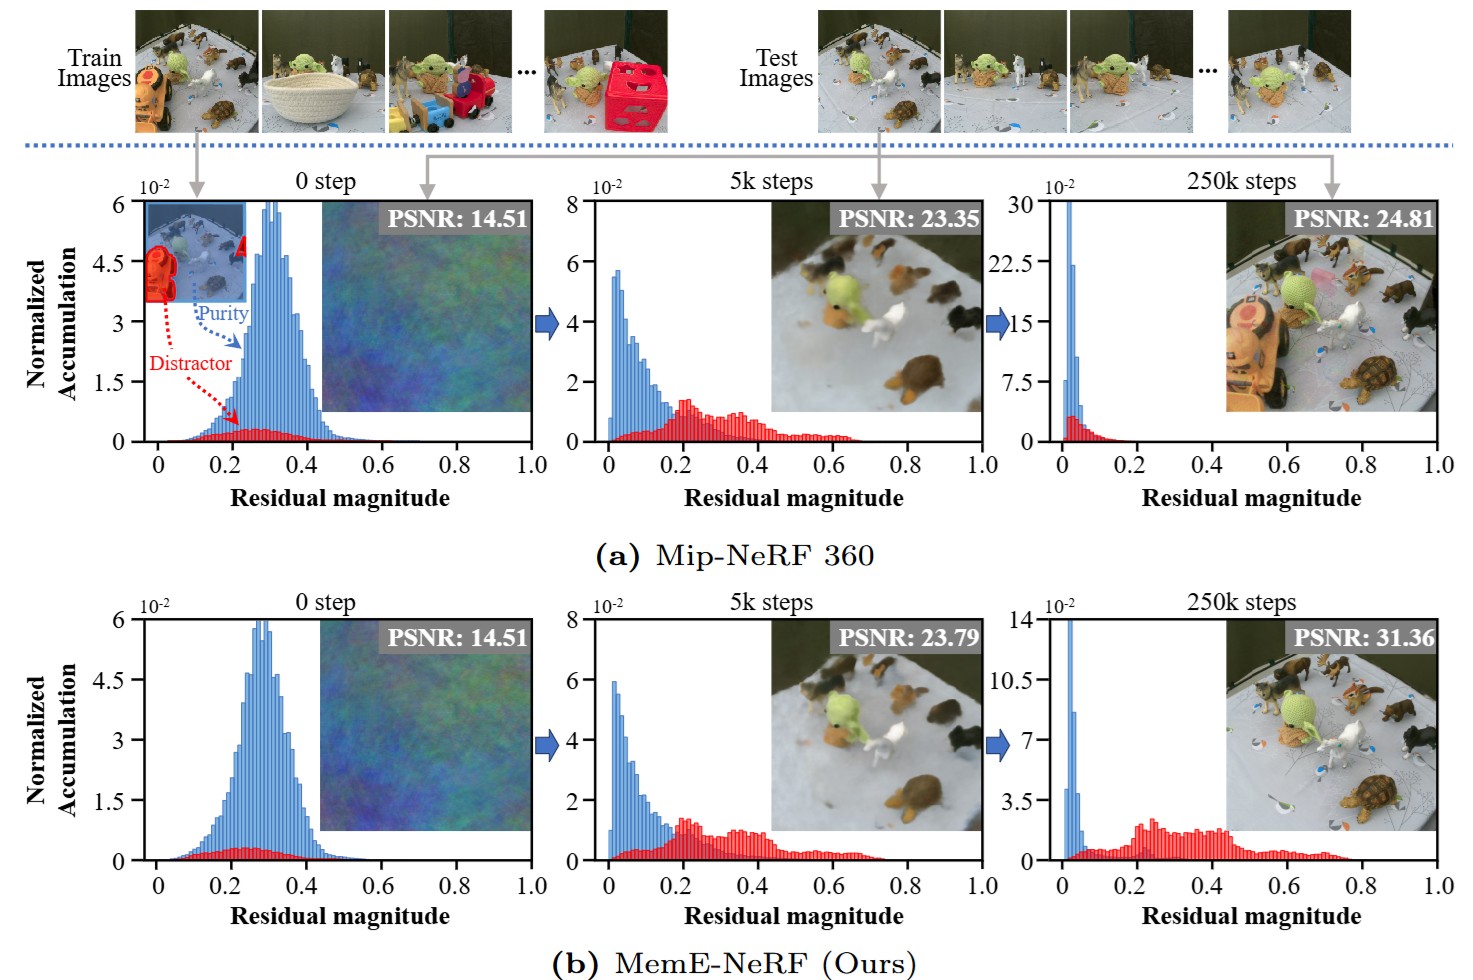 Train
Images
...
Test
Images
...
0 step
5k steps
250k steps
10-2
10-2
10-2
Normalized
Accumulation
6
4.5
3
1.5
0
Purity
Distractor
PSNR: 14.51
0 0.2 0.4 0.6 0.8 1.0
Residual magnitude
8
6
4
2
0
PSNR: 23.35
0 0.2 0.4 0.6 0.8 1.0
Residual magnitude
30
22.5
15
7.5
0
PSNR: 24.81
0 0.2 0.4 0.6 0.8 1.0
Residual magnitude
(a) Mip-NeRF 360
0 step
5k steps
250k steps
10-2
10-2
10-2
Normalized
Accumulation
6
4.5
3
1.5
0
PSNR: 14.51
0 0.2 0.4 0.6 0.8 1.0
Residual magnitude
8
6
4
2
0
PSNR: 23.79
0 0.2 0.4 0.6 0.8 1.0
Residual magnitude
14
10.5
7
3.5
0
PSNR: 31.36
0 0.2 0.4 0.6 0.8 1.0
Residual magnitude
(b) MemE-NeRF (Ours)